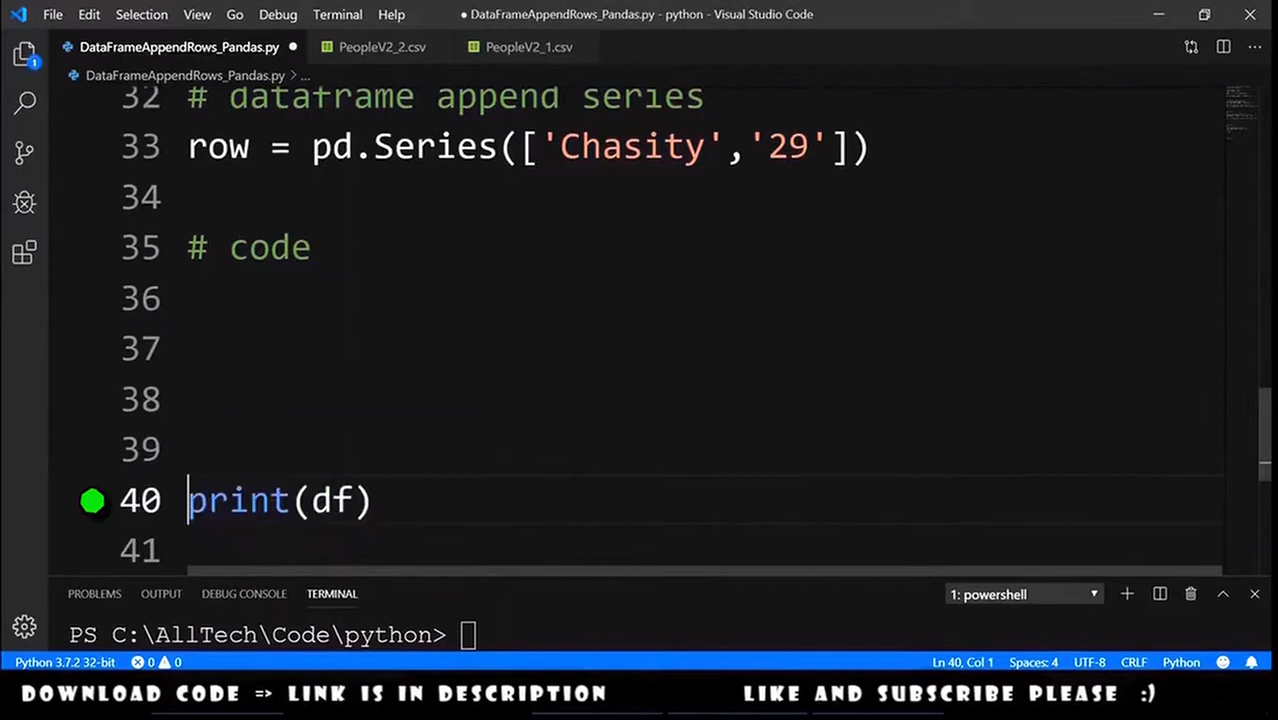 File Edit Selection View Go Debug Terminal Help
● DataFrameAppendRows_Pandas.py - python - Visual Studio Code
DataFrameAppendRows_Pandas.py ●
PeopleV2_2.csv
PeopleV2_1.csv
1
DataFrameAppendRows_Pandas.py > ...
32 # dataframe append series
33 row = pd.Series(['Chasity','29'])
34
35 # code
36
37
38
39
40 print(df)
41
PROBLEMS OUTPUT DEBUG CONSOLE TERMINAL
1: powershell
PS C:\AllTech\Code\python>
Python 3.7.2 32-bit 0 0
Ln 40, Col 1 Spaces: 4 UTF-8 CRLF Python
DOWNLOAD CODE => LINK IS IN DESCRIPTION
LIKE AND SUBSCRIBE PLEASE :)